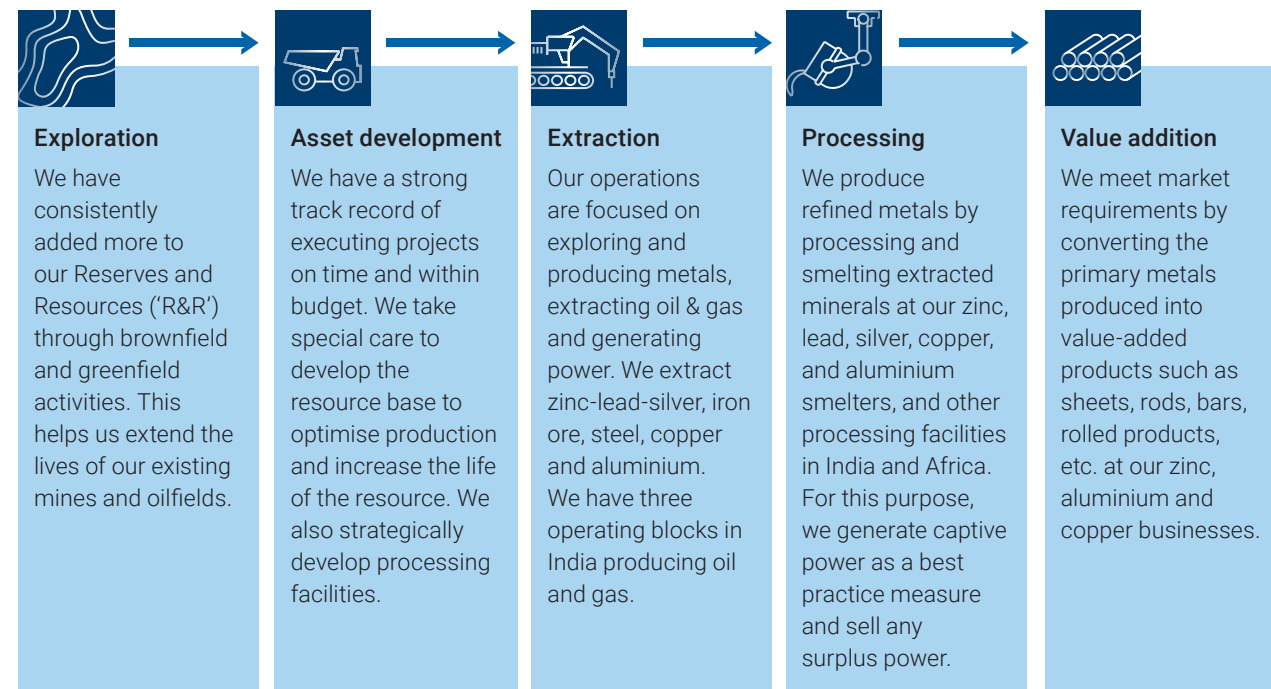 Exploration
We have
consistently
added more to
our Reserves and
Resources (‘R&R’)
through brownfield
and greenfield
activities. This
helps us extend the
lives of our existing
mines and oilfields.
Asset development
We have a strong
track record of
executing projects
on time and within
budget. We take
special care to
develop the
resource base to
optimise production
and increase the life
of the resource. We
also strategically
develop processing
facilities.
Extraction
Our operations
are focused on
exploring and
producing metals,
extracting oil & gas
and generating
power. We extract
zinc-lead-silver, iron
ore, steel, copper
and aluminium.
We have three
operating blocks in
India producing oil
and gas.
Processing
We produce
refined metals by
processing and
smelting extracted
minerals at our zinc,
lead, silver, copper,
and aluminium
smelters, and other
processing facilities
in India and Africa.
For this purpose,
we generate captive
power as a best
practice measure
and sell any
surplus power.
Value addition
We meet market
requirements by
converting the
primary metals
produced into
value-added
products such as
sheets, rods, bars,
rolled products,
etc. at our zinc,
aluminium and
copper businesses.